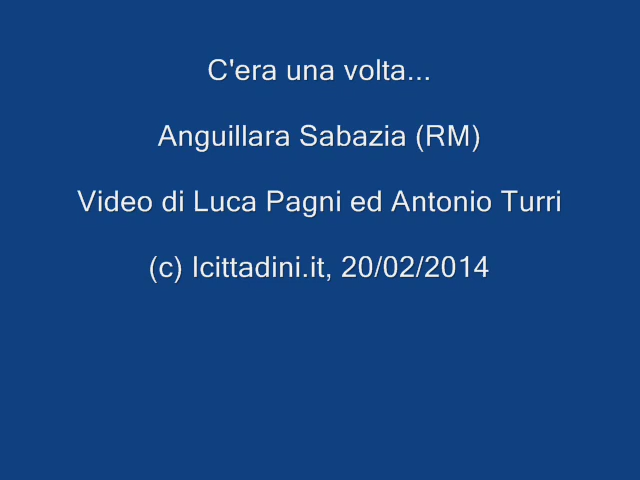 C'era una volta...
Anguillara Sabazia (RM)
Video di Luca Pagni ed Antonio Turri
(c) Icittadini.it, 20/02/2014